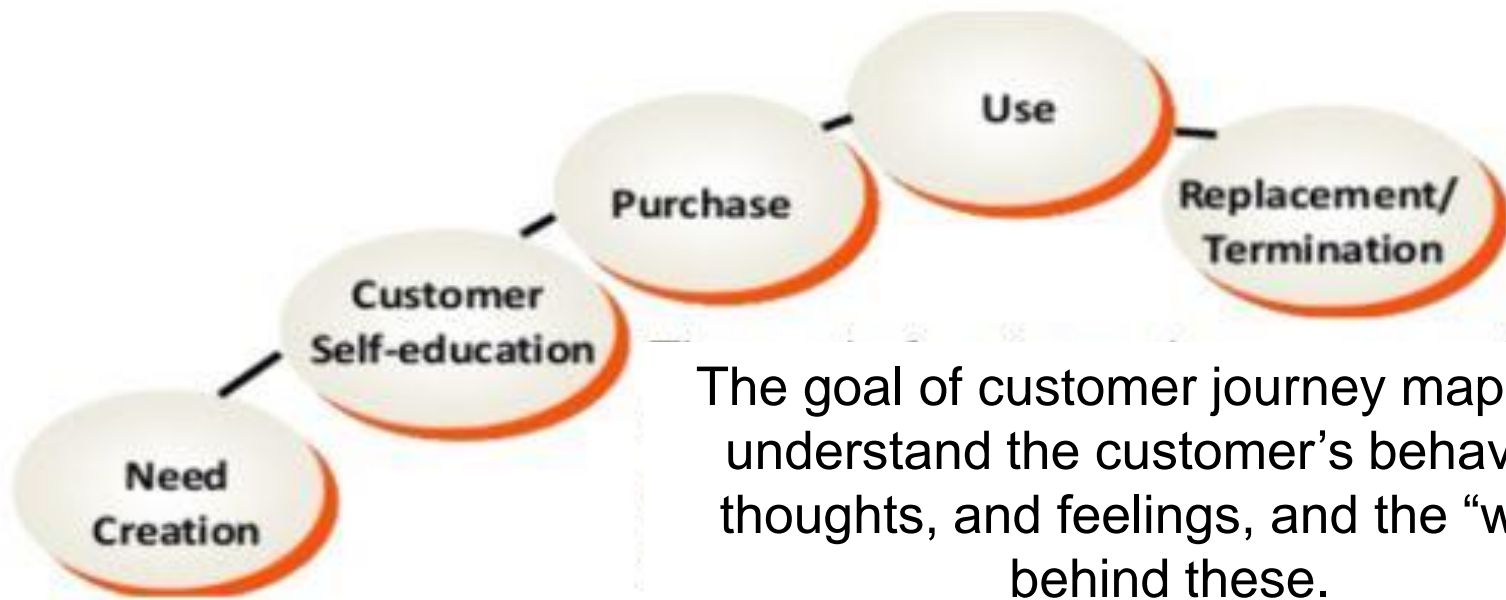 Need
Creation
Customer
Self-education
Purchase
Use
Replacement/
Termination
The goal of customer journey map
understand the customer’s behav
thoughts, and feelings, and the “w
behind these.